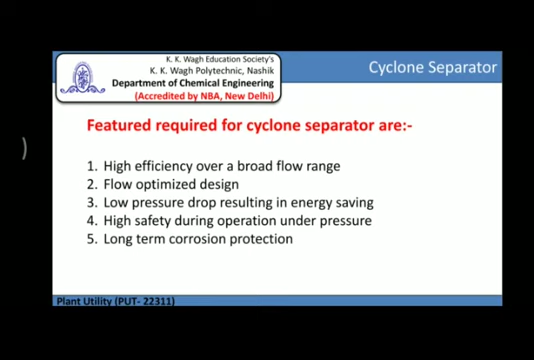 K. K. Wagh Education Society's
K. K. Wagh Polytechnic, Nashik
Department of Chemical Engineering
(Accredited by NBA, New Delhi)
Cyclone Separator
Featured required for cyclone separator are:-
1. High efficiency over a broad flow range
2. Flow optimized design
3. Low pressure drop resulting in energy saving
4. High safety during operation under pressure
5. Long term corrosion protection
Plant Utility (PUT- 22311)